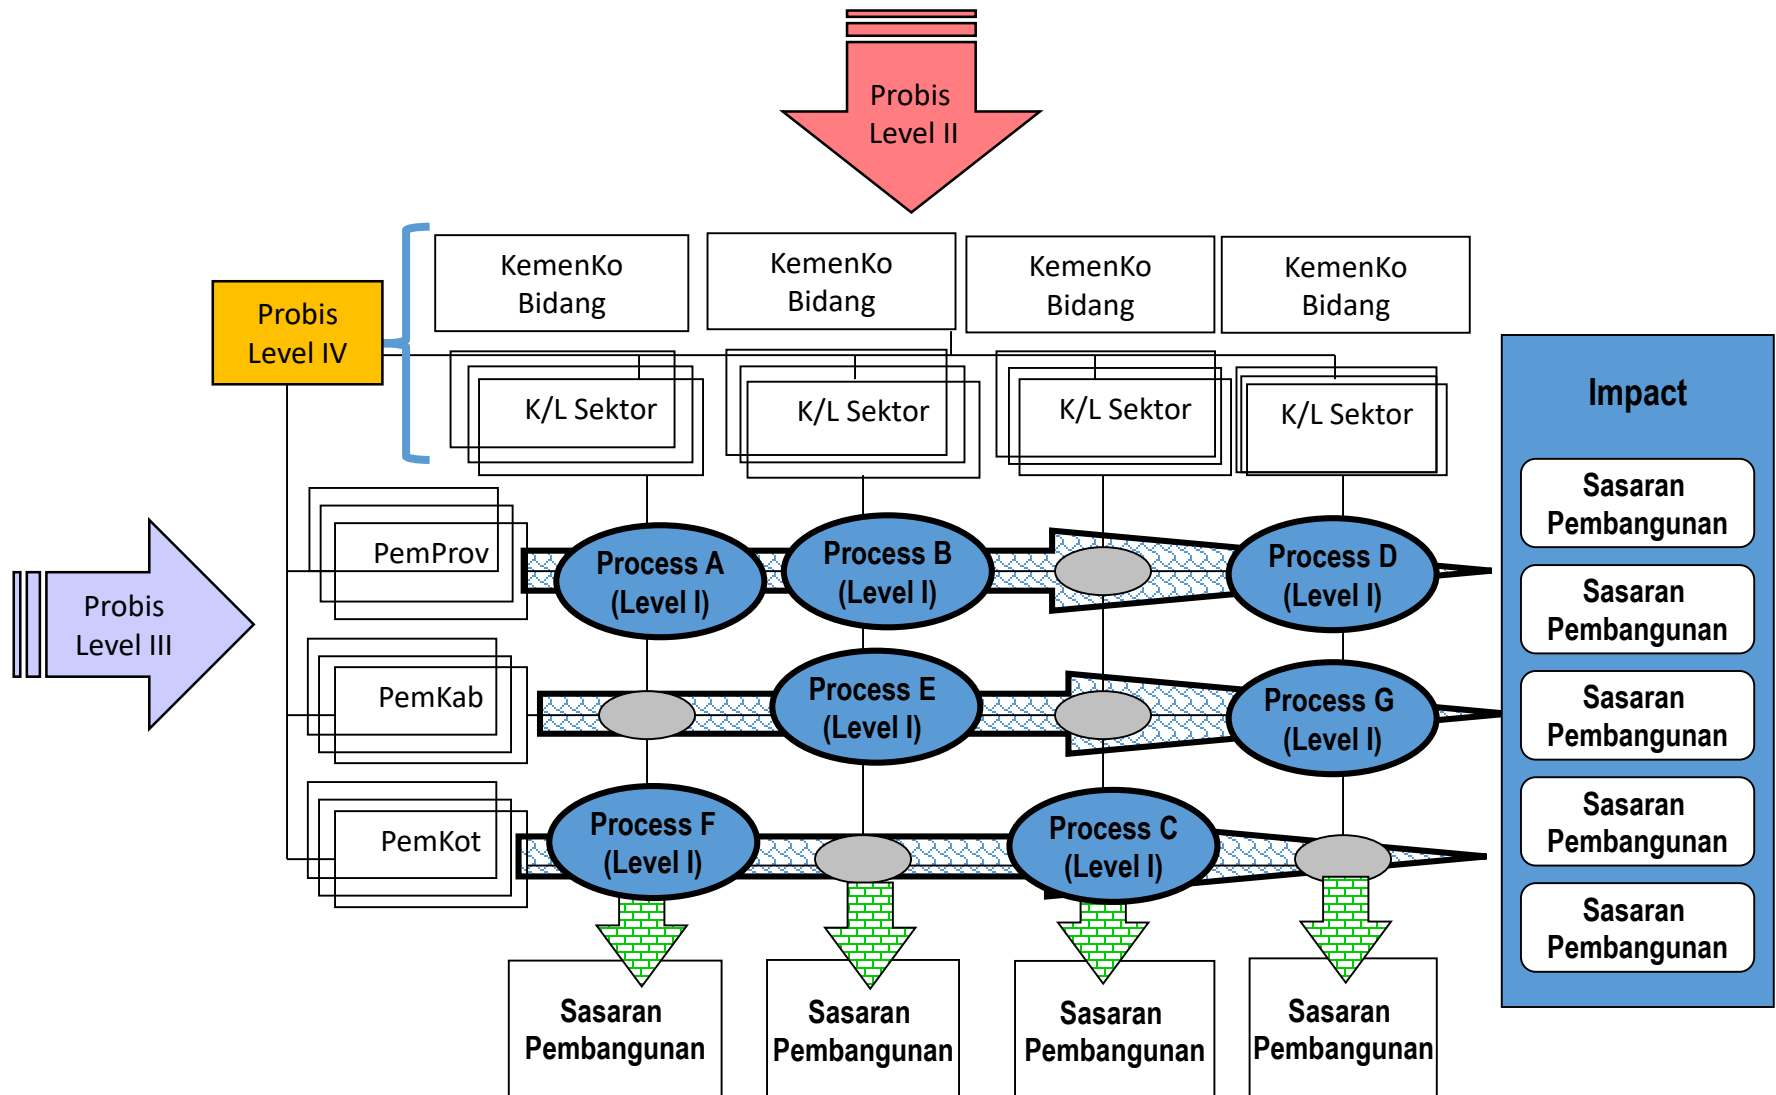 Probis
Level II
KemenKo
Bidang
KemenKo
Bidang
KemenKo
Bidang
KemenKo
Bidang
Probis
Level IV
K/L Sektor
K/L Sektor
K/L Sektor
K/L Sektor
Impact
Sasaran
Pembangunan
Sasaran
Pembangunan
Sasaran
Pembangunan
Sasaran
Pembangunan
Sasaran
Pembangunan
Probis
Level III
PemProv
Process A
(Level I)
Process B
(Level I)
Process D
(Level I)
PemKab
Process E
(Level I)
Process G
(Level I)
PemKot
Process F
(Level I)
Process C
(Level I)
Sasaran
Pembangunan
Sasaran
Pembangunan
Sasaran
Pembangunan
Sasaran
Pembangunan